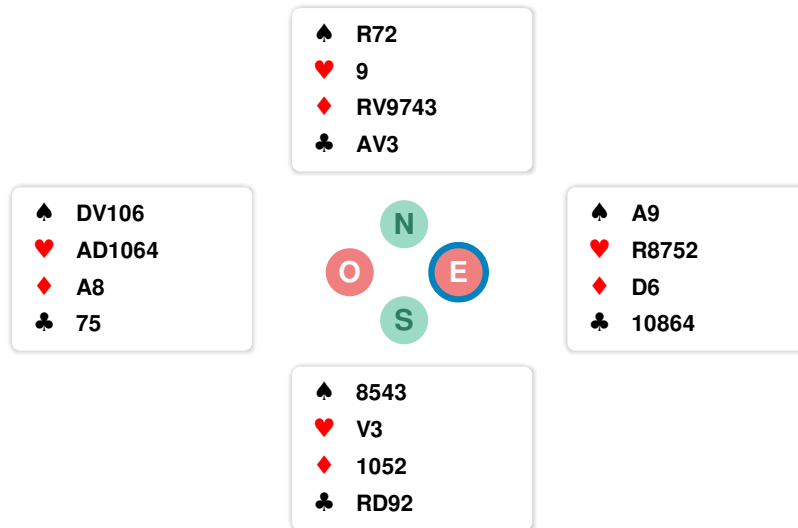 ♠ R72
♥ 9
♦ RV9743
♣ AV3
♠ DV106
♥ AD1064
♦ A8
♣ 75
N
O
E
S
♠ A9
♥ R8752
♦ D6
♣ 10864
♠ 8543
♥ V3
♦ 1052
♣ RD92